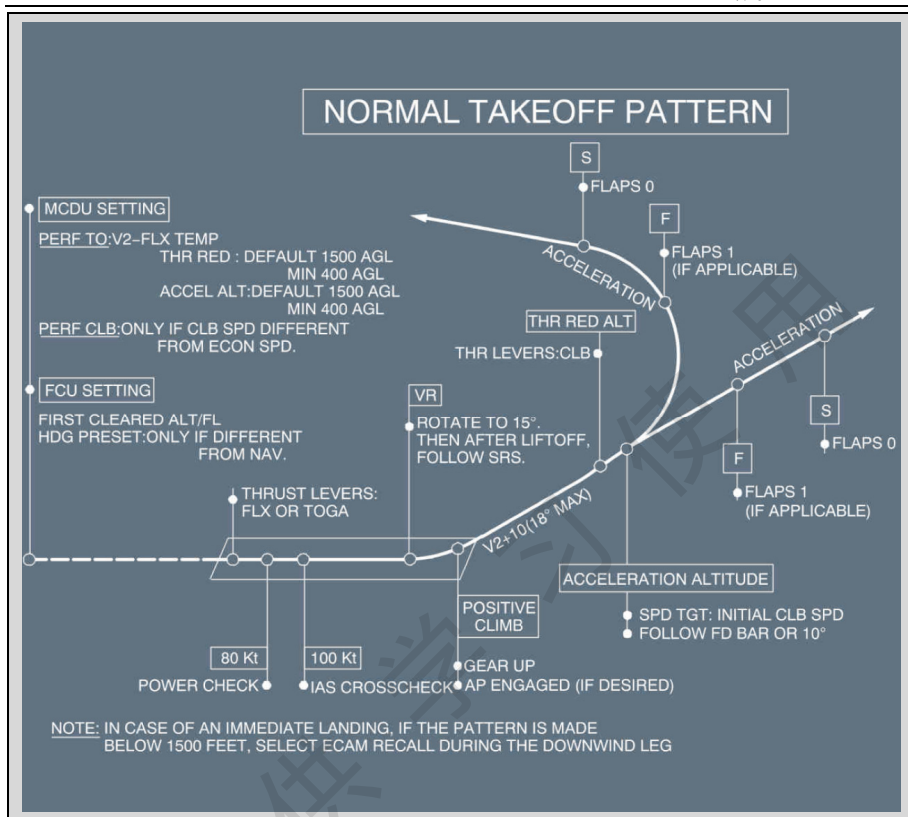 NORMAL TAKEOFF PATTERN
MCDU SETTING
PERF TO:V2-FLX TEMP
THR RED : DEFAULT 1500 AGL
MIN 400 AGL
ACCEL ALT:DEFAULT 1500 AGL
MIN 400 AGL
PERF CLB:ONLY IF CLB SPD DIFFERENT
FROM ECON SPD.
FCU SETTING
FIRST CLEARED ALT/FL
HDG PRESET:ONLY IF DIFFERENT
FROM NAV.
THRUST LEVERS:
FLX OR TOGA
80 Kt
POWER CHECK
100 Kt
IAS CROSSCHECK
VR
ROTATE TO 15°.
THEN AFTER LIFTOFF,
FOLLOW SRS.
POSITIVE
CLIMB
GEAR UP
AP ENGAGED (IF DESIRED)
V2+10(18° MAX)
THR RED ALT
THR LEVERS:CLB
ACCELERATION ALTITUDE
SPD TGT: INITIAL CLB SPD
FOLLOW FD BAR OR 10°
F
FLAPS 1
(IF APPLICABLE)
ACCELERATION
S
FLAPS 0
ACCELERATION
F
FLAPS 1
(IF APPLICABLE)
S
FLAPS 0
NOTE: IN CASE OF AN IMMEDIATE LANDING, IF THE PATTERN IS MADE
BELOW 1500 FEET, SELECT ECAM RECALL DURING THE DOWNWIND LEG
供学习使用